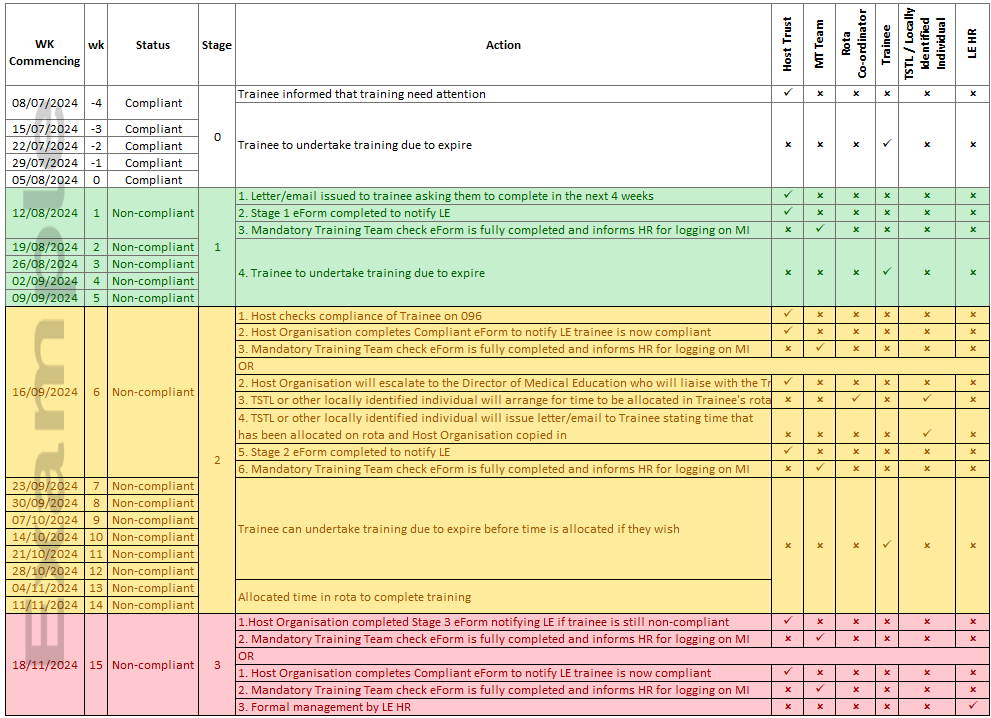 WK Commencing wk Status Stage Action Host Trust MT Team Rota Co-ordinator Trainee TSTL / Locally Identified Individual LE HR
08/07/2024 -4 Compliant 0 Trainee informed that training need attention ✓ x x x x x
15/07/2024 -3 Compliant Trainee to undertake training due to expire x x x ✓ x x
22/07/2024 -2 Compliant
29/07/2024 -1 Compliant
05/08/2024 0 Compliant
12/08/2024 1 Non-compliant 1 1. Letter/email issued to trainee asking them to complete in the next 4 weeks ✓ x x x x x
2. Stage 1 eForm completed to notify LE ✓ x x x x x
3. Mandatory Training Team check eForm is fully completed and informs HR for logging on MI x ✓ x x x x
19/08/2024 2 Non-compliant 4. Trainee to undertake training due to expire x x x ✓ x x
26/08/2024 3 Non-compliant
02/09/2024 4 Non-compliant
09/09/2024 5 Non-compliant
16/09/2024 6 Non-compliant 2 1. Host checks compliance of Trainee on 096 ✓ x x x x x
2. Host Organisation completes Compliant eForm to notify LE trainee is now compliant ✓ x x x x x
3. Mandatory Training Team check eForm is fully completed and informs HR for logging on MI x ✓ x x x x
OR
2. Host Organisation will escalate to the Director of Medical Education who will liaise with the Tr ✓ x x x x x
3. TSTL or other locally identified individual will arrange for time to be allocated in Trainee's rota x x ✓ x ✓ x
4. TSTL or other locally identified individual will issue letter/email to Trainee stating time
that has been allocated on rota and Host Organisation copied in x x x x ✓ x
5. Stage 2 eForm completed to notify LE ✓ x x x x x
6. Mandatory Training Team check eForm is fully completed and informs HR for logging on MI x ✓ x x x x
23/09/2024 7 Non-compliant Trainee can undertake training due to expire before time is allocated if they wish x x x ✓ x x
30/09/2024 8 Non-compliant
07/10/2024 9 Non-compliant
14/10/2024 10 Non-compliant
21/10/2024 11 Non-compliant
28/10/2024 12 Non-compliant
04/11/2024 13 Non-compliant Allocated time in rota to complete training
11/11/2024 14 Non-compliant
18/11/2024 15 Non-compliant 3 1.Host Organisation completed Stage 3 eForm notifying LE if trainee is still non-compliant ✓ x x x x x
2. Mandatory Training Team check eForm is fully completed and informs HR for logging on MI x ✓ x x x x
OR
1. Host Organisation completes Compliant eForm to notify LE trainee is now compliant ✓ x x x x x
2. Mandatory Training Team check eForm is fully completed and informs HR for logging on MI x ✓ x x x x
3. Formal management by LE HR x x x x x ✓
Example